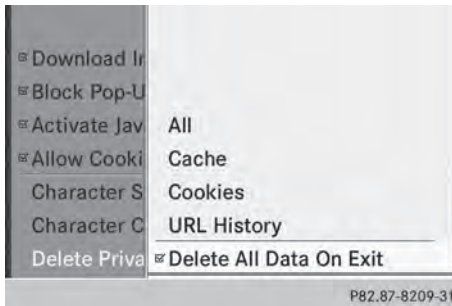 Download Ir
Block Pop-U
Activate Jav
Allow Cooki
Character S
Character C
Delete Priva
All
Cache
Cookies
URL History
Delete All Data On Exit
P82.87-8209-31